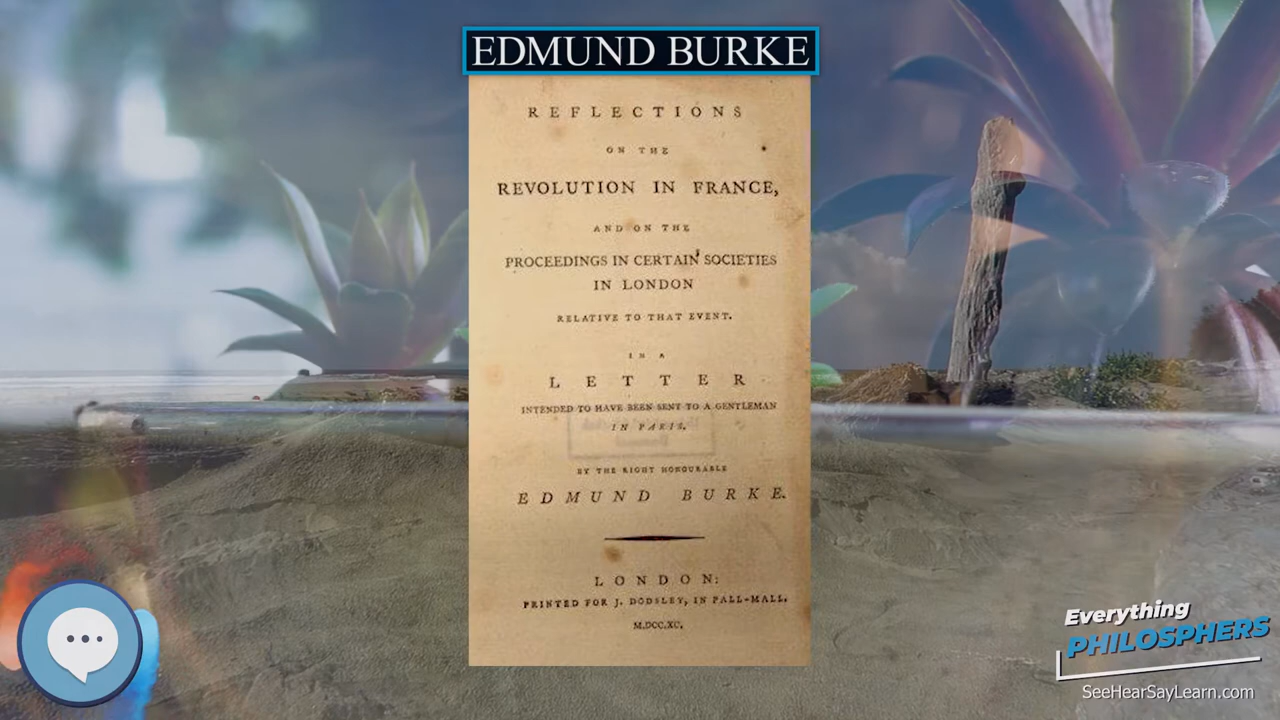 EDMUND BURKE
REFLECTIONS
ON THE
REVOLUTION IN FRANCE,
AND ON THE
PROCEEDINGS IN CERTAIN SOCIETIES
IN LONDON
RELATIVE TO THAT EVENT.
IN A
LETTER
INTENDED TO HAVE BEEN SENT TO A GENTLEMAN
IN PARIS.
BY THE RIGHT HONOURABLE
EDMUND BURKE.
LONDON:
PRINTED FOR J. DODSLEY, IN PALL-MALL.
M.DCC.XC.
Everything
PHILOSPHERS
SeeHearSayLearn.com